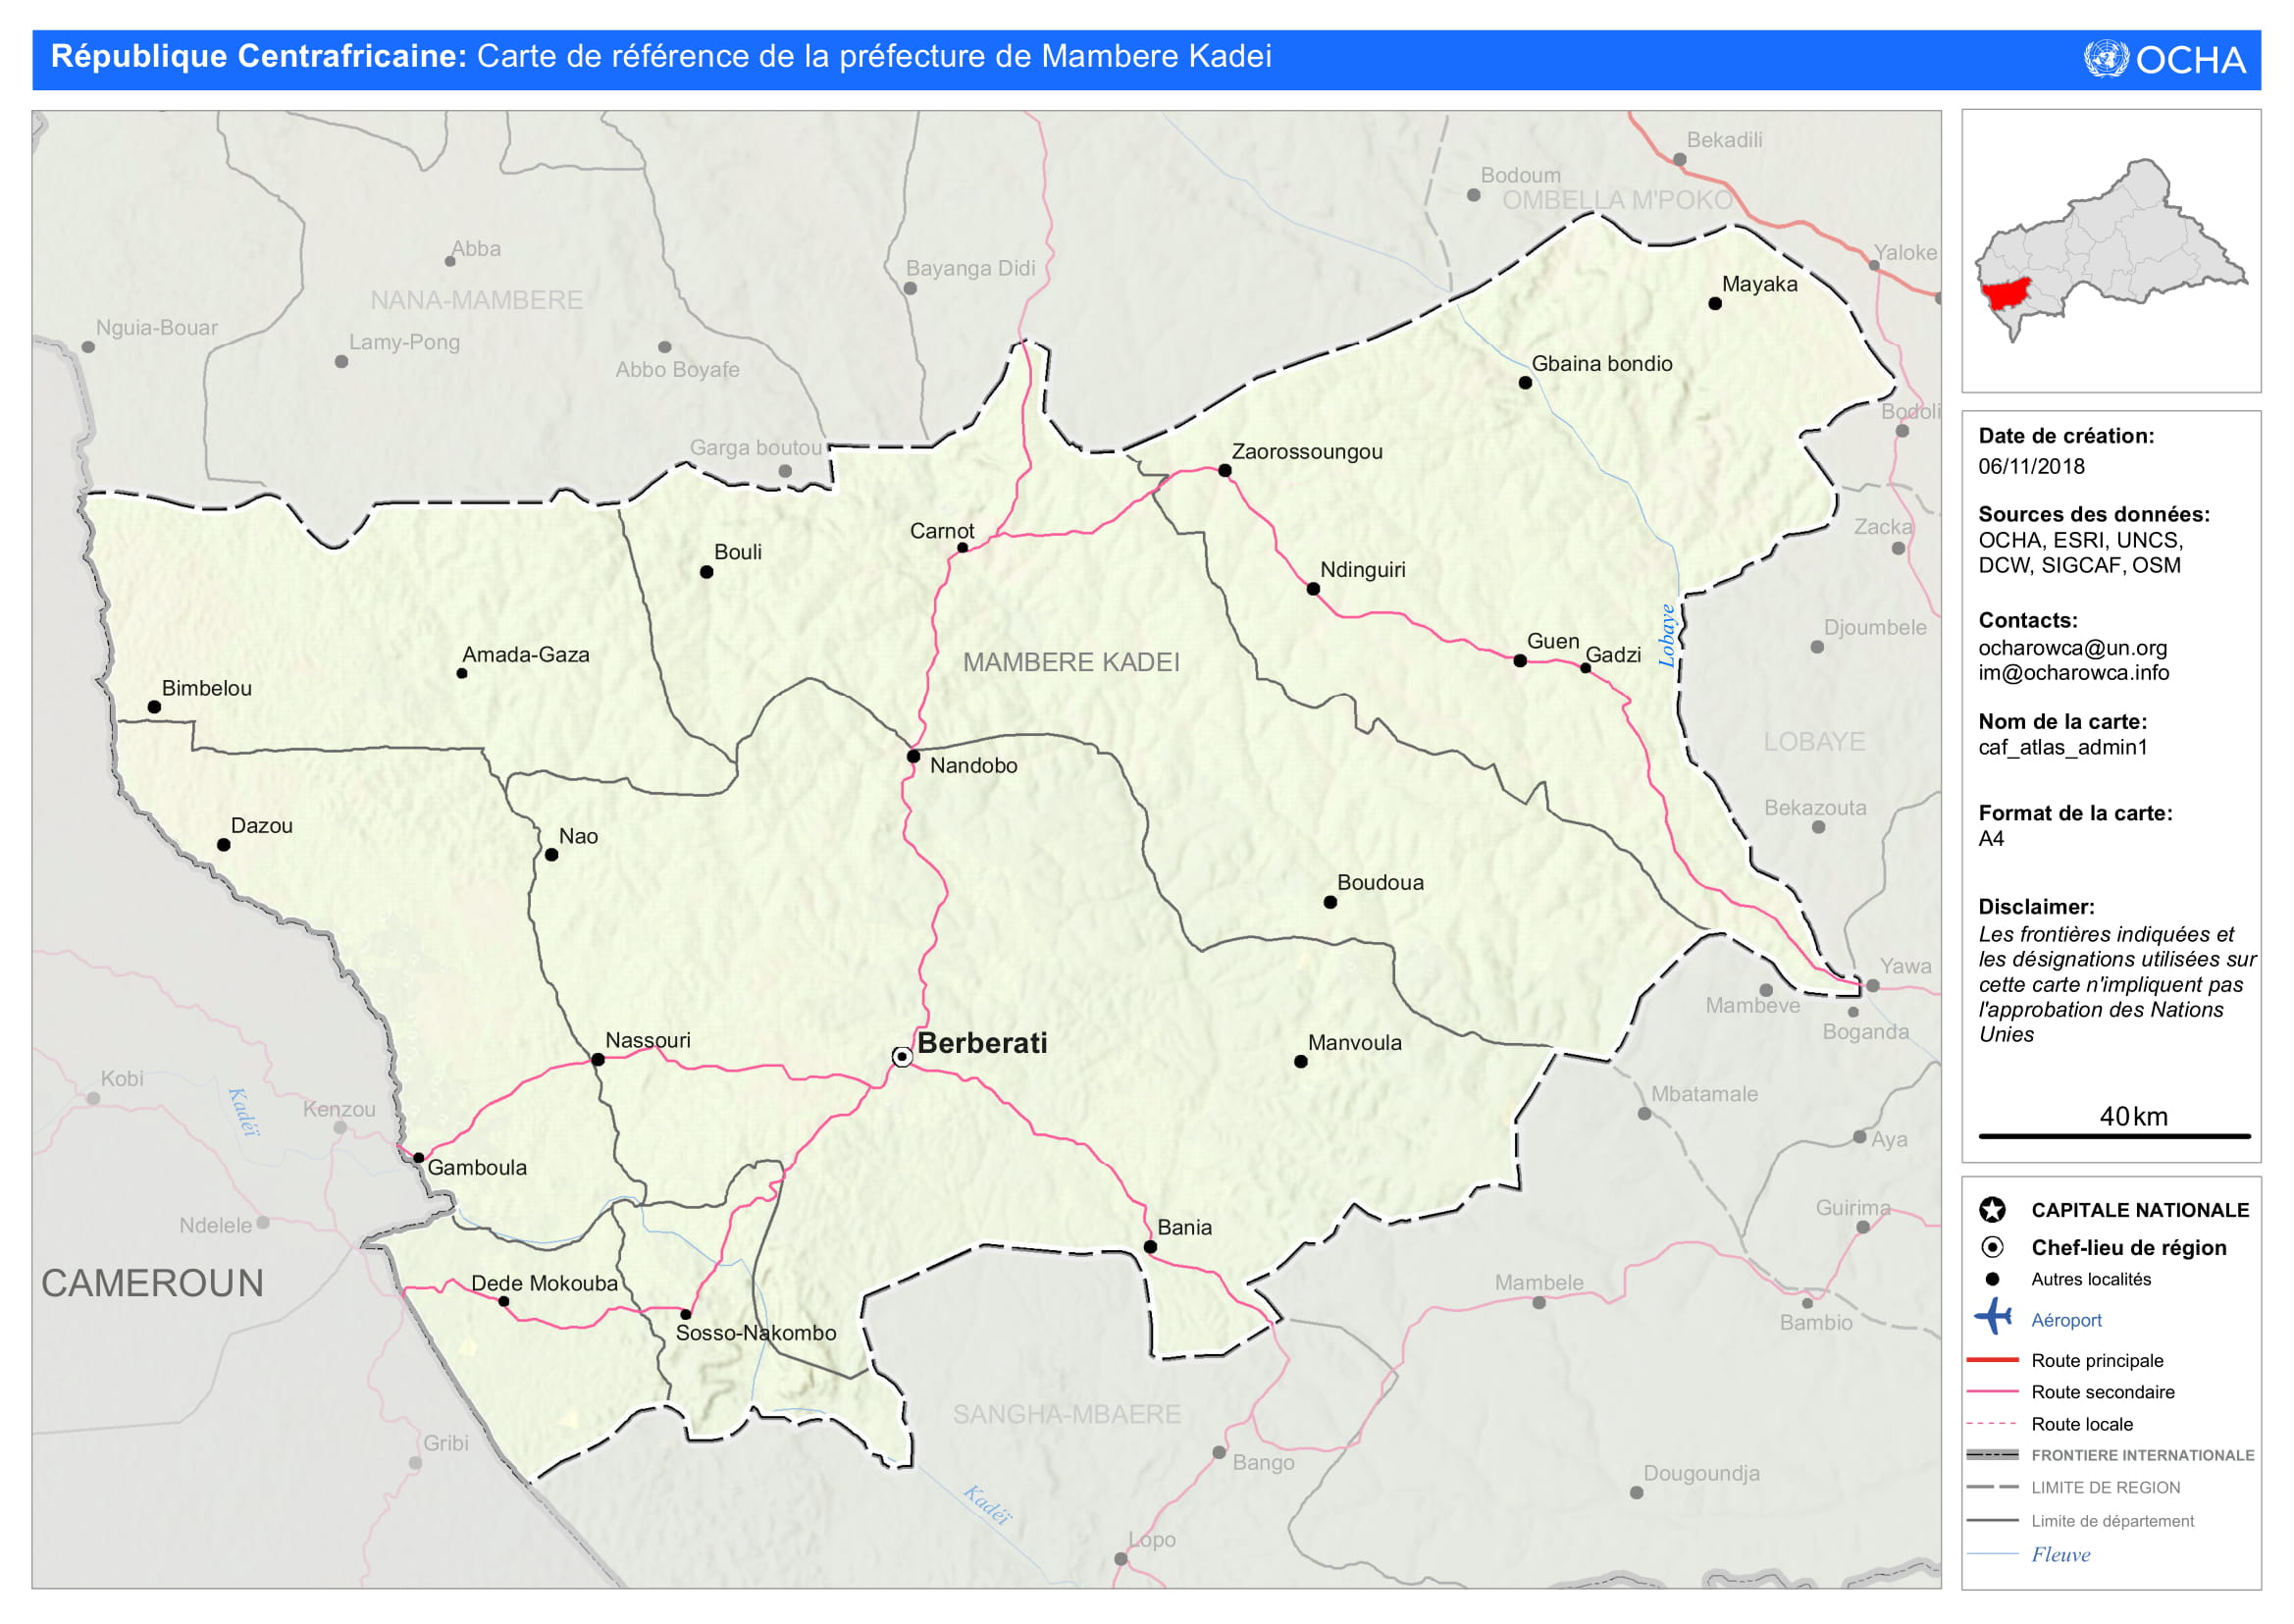 République Centrafricaine: Carte de référence de la préfecture de Mambere Kadei
OCHA
Bekadili
Bodoum
OMBELLA M'POKO
Abba
Yaloke
Bayanga Didi
Mayaka
NANA-MAMBERE
Nguia-Bouar
Lamy-Pong
Abbo Boyafe
Gbaina bondio
Bodoli
Garga boutou
Zaorossoungou
Carnot
Zacka
Bouli
Ndinguiri
Lobaye
Djoumbele
Guen
Gadzi
Amada-Gaza
MAMBERE KADEI
Bimbelou
LOBAYE
Nandobo
Bekazouta
Dazou
Nao
Boudoua
Yawa
Mambeve
Boganda
Nassouri
Berberati
Manvoula
Kobi
Kadéï
Kenzou
Mbatamale
Aya
Gamboula
Guirima
Ndelele
Bania
CAMEROUN
Dede Mokouba
Mambele
Bambio
Sosso-Nakombo
SANGHA-MBAERE
Gribi
Bango
Dougoundja
Kadéï
Lopo
Date de création:
06/11/2018
Sources des données:
OCHA, ESRI, UNCS,
DCW, SIGCAF, OSM
Contacts:
ocharowca@un.org
im@ocharowca.info
Nom de la carte:
caf_atlas_admin1
Format de la carte:
A4
Disclaimer:
Les frontières indiquées et
les désignations utilisées sur
cette carte n'impliquent pas
l'approbation des Nations
Unies
40 km
CAPITALE NATIONALE
Chef-lieu de région
Autres localités
Aéroport
Route principale
Route secondaire
Route locale
FRONTIERE INTERNATIONALE
LIMITE DE REGION
Limite de département
Fleuve